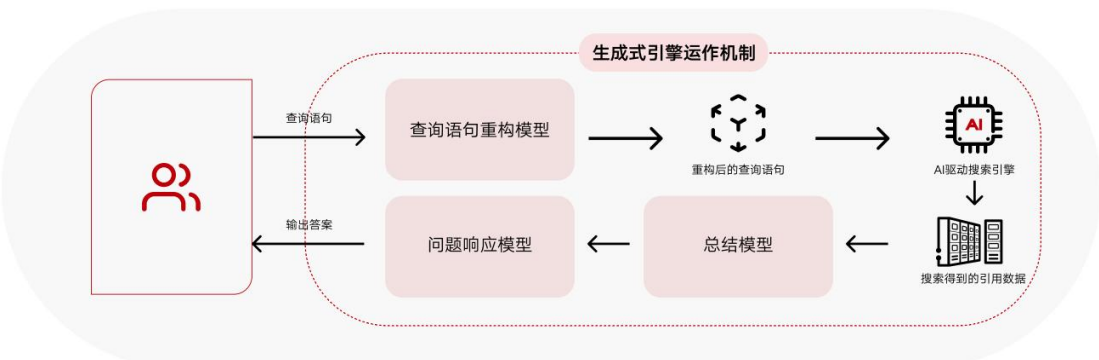 生成式引擎运作机制
查询语句
查询语句重构模型
重构后的查询语句
AI
AI驱动搜索引擎
输出答案
问题响应模型
总结模型
搜索得到的引用数据